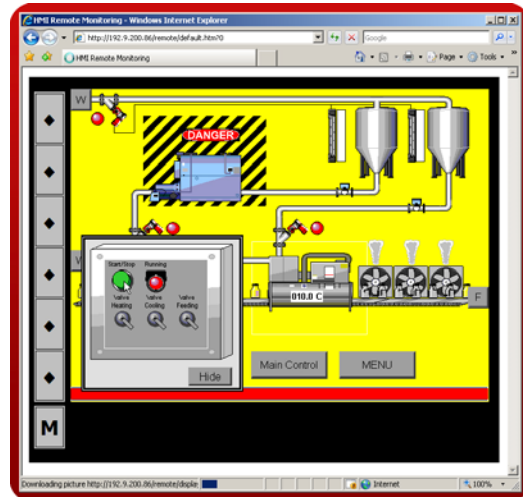 HMI Remote Monitoring - Windows Internet Explorer
http://192.9.200.86/remote/default.htm?0
Google
HMI Remote Monitoring
Page
Tools
W
DANGER
Start/Stop Running
Valve Valve Valve
Heating Cooling Feeding
010.0 C
F
Hide
Main Control
MENU
M
Downloading picture http://192.9.200.86/remote/display
Internet
100%